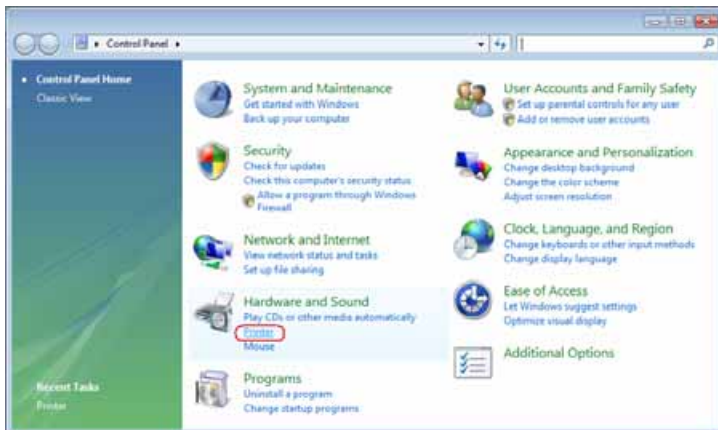 Control Panel
Control Panel Home
Classic View
System and Maintenance
Get started with Windows
Back up your computer
Security
Check for updates
Check this computer's security status
Allow a program through Windows
Firewall
Network and Internet
View network status and tasks
Set up file sharing
Hardware and Sound
Play CDs or other media automatically
Printer
Mouse
Programs
Uninstall a program
Change startup programs
User Accounts and Family Safety
Set up parental controls for any user
Add or remove user accounts
Appearance and Personalization
Change desktop background
Change the color scheme
Adjust screen resolution
Clock, Language, and Region
Change keyboards or other input methods
Change display language
Ease of Access
Let Windows suggest settings
Optimize visual display
Additional Options
Recent Tasks
Printer